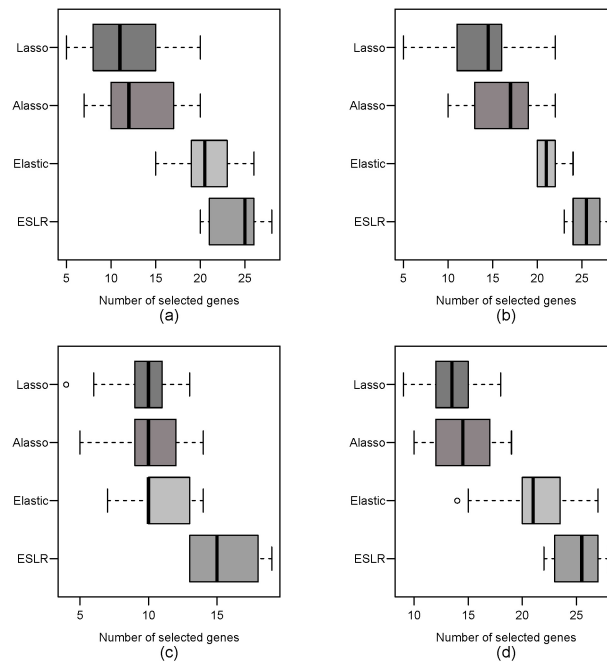 Lasso
Alasso
Elastic
ESLR
5 10 15 20 25
Number of selected genes
(a)
Lasso
Alasso
Elastic
ESLR
5 10 15 20 25
Number of selected genes
(b)
Lasso
Alasso
Elastic
ESLR
5 10 15
Number of selected genes
(c)
Lasso
Alasso
Elastic
ESLR
10 15 20 25
Number of selected genes
(d)